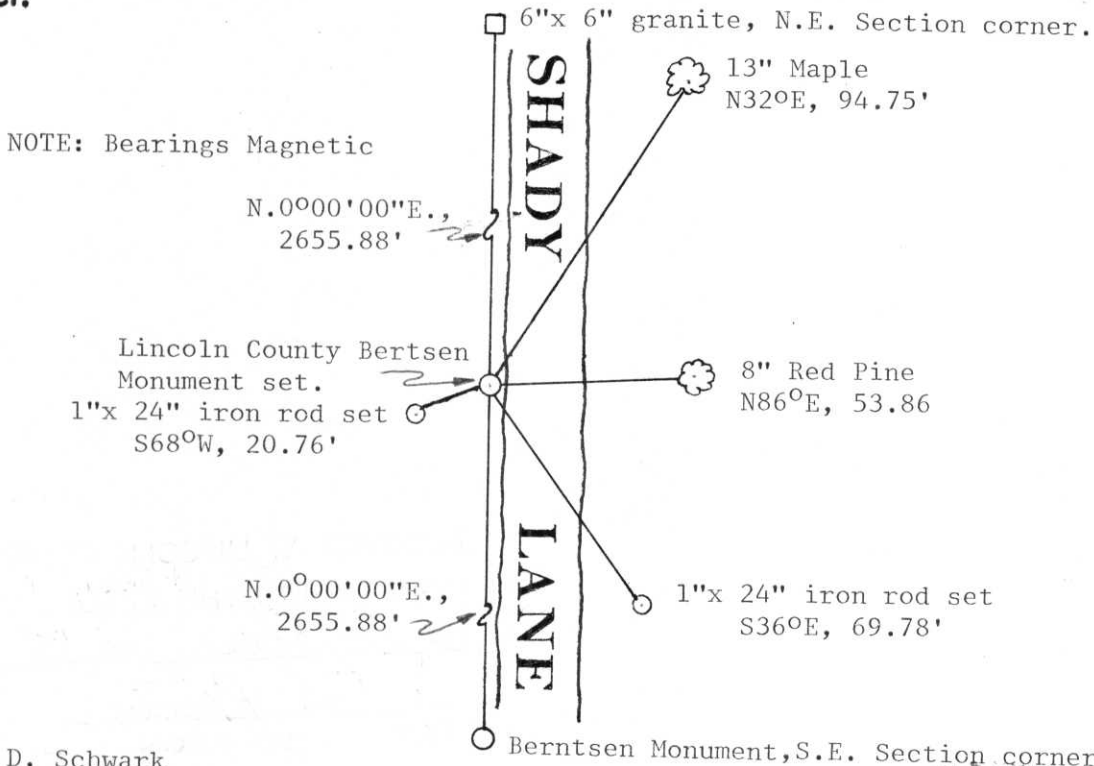 6"x 6" granite, N.E. Section corner.
13" Maple
N32°E, 94.75'
SHADY
NOTE: Bearings Magnetic
N.0°00'00"E.,
2655.88'
Lincoln County Bertsen
Monument set.
1"x 24" iron rod set
S68°W, 20.76'
8" Red Pine
N86°E, 53.86
LANE
N.0°00'00"E.,
2655.88'
1"x 24" iron rod set
S36°E, 69.78'
Berntsen Monument,S.E. Section corner
D. Schwark